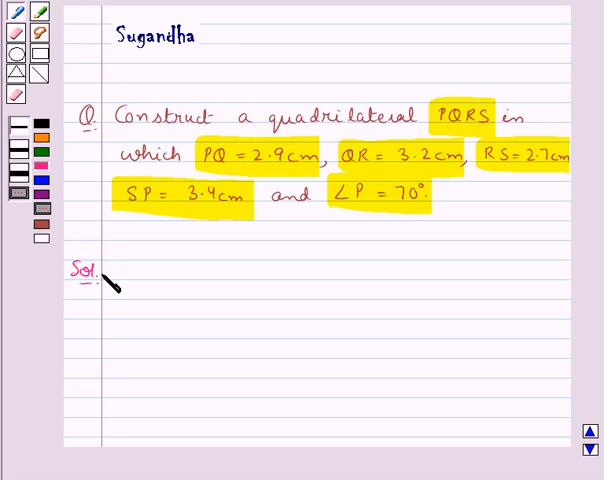 Sugandha
Q. Construct a quadrilateral PQRS in
which PQ = 2.9cm, QR = 3.2cm, RS=2.7cm
SP = 3.4cm and ∠P = 70°.
Sol.